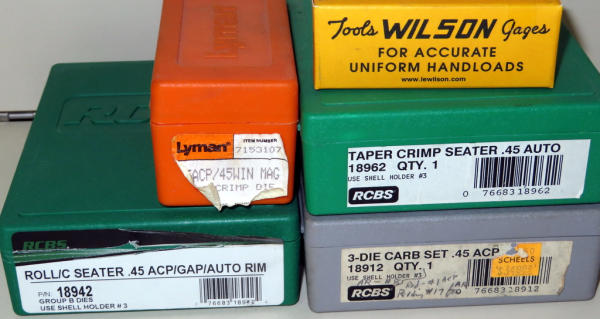 Tools WILSON Gages
FOR ACCURATE
UNIFORM HANDLOADS
www.lewilson.com
RCBS
Lyman
Lyman ITEM NUMBER
7153107
ACP/45WIN MAG
CRIMP DIE
TAPER CRIMP SEATER .45 AUTO
18962 QTY. 1
USE SHELL HOLDER #3
RCBS
0 76683 18962
RCBS
ROLL/C SEATER .45 ACP/GAP/AUTO RIM
P/N: 18942
GROUP B DIES
USE SHELL HOLDER # 3
76683 18942
3-DIE CARB SET .45 ACP
18912 QTY. 1
USE SHELL HOLDER #3
RCBS
76683 18912
SCHEELS